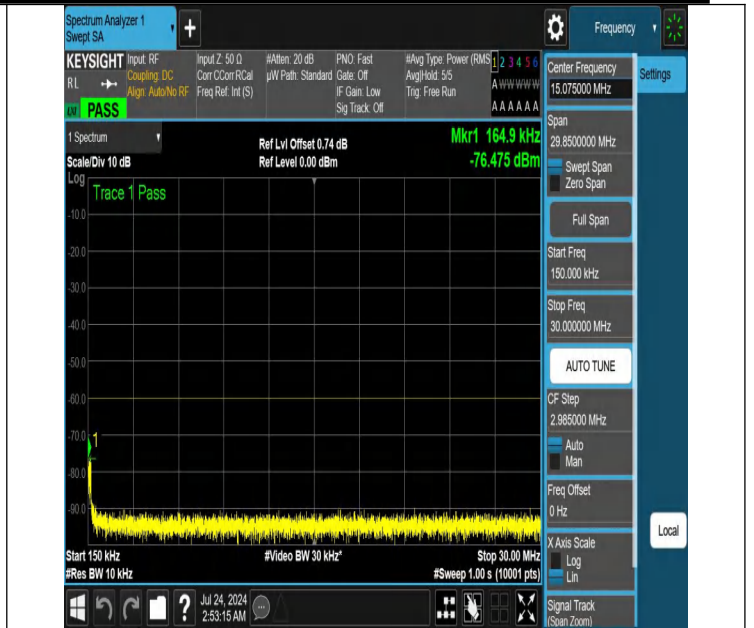 Spectrum Analyzer 1
Swept SA
+
Frequency
KEYSIGHT
RL
PASS
Input: RF
Coupling: DC
Align: Auto/No RF
Input Z: 50 Ω
Corr CCorr RCal
Freq Ref: Int (S)
#Atten: 20 dB
µW Path: Standard
PNO: Fast
Gate: Off
IF Gain: Low
Sig Track: Off
#Avg Type: Power (RMS
Avg|Hold: 5/5
Trig: Free Run
1 2 3 4 5 6
A W W W W W
A A A A A A
1 Spectrum
Scale/Div 10 dB
Log
Ref Lvl Offset 0.74 dB
Ref Level 0.00 dBm
Mkr1 164.9 kHz
-76.475 dBm
Trace 1 Pass
-10.0
-20.0
-30.0
-40.0
-50.0
-60.0
-70.0
1
-80.0
-90.0
Start 150 kHz
#Res BW 10 kHz
#Video BW 30 kHz*
Stop 30.00 MHz
#Sweep 1.00 s (10001 pts)
Jul 24, 2024
2:53:15 AM
?
Center Frequency
15.075000 MHz
Settings
Span
29.8500000 MHz
Swept Span
Zero Span
Full Span
Start Freq
150.000 kHz
Stop Freq
30.000000 MHz
AUTO TUNE
CF Step
2.985000 MHz
Auto
Man
Freq Offset
0 Hz
Local
X Axis Scale
Log
Lin
Signal Track
(Span Zoom)